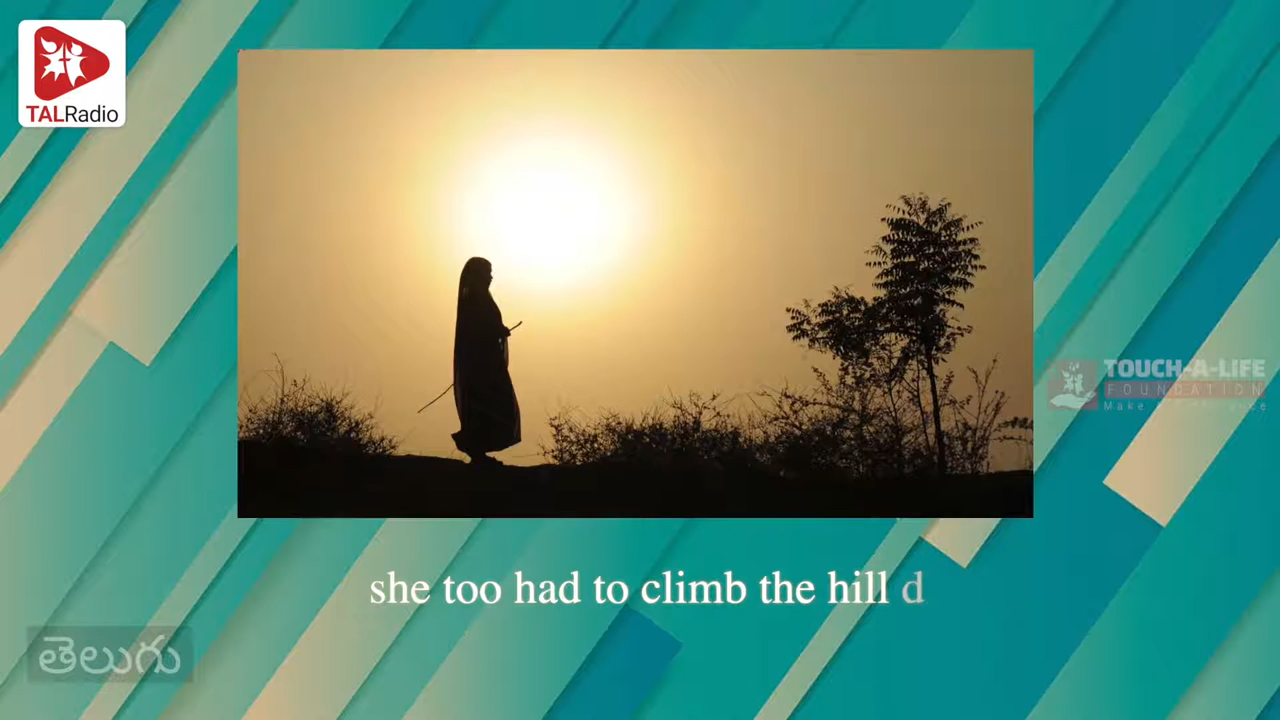 TALRadio
TOUCH-A-LIFE
FOUNDATION
she too had to climb the hill d
తెలుగు